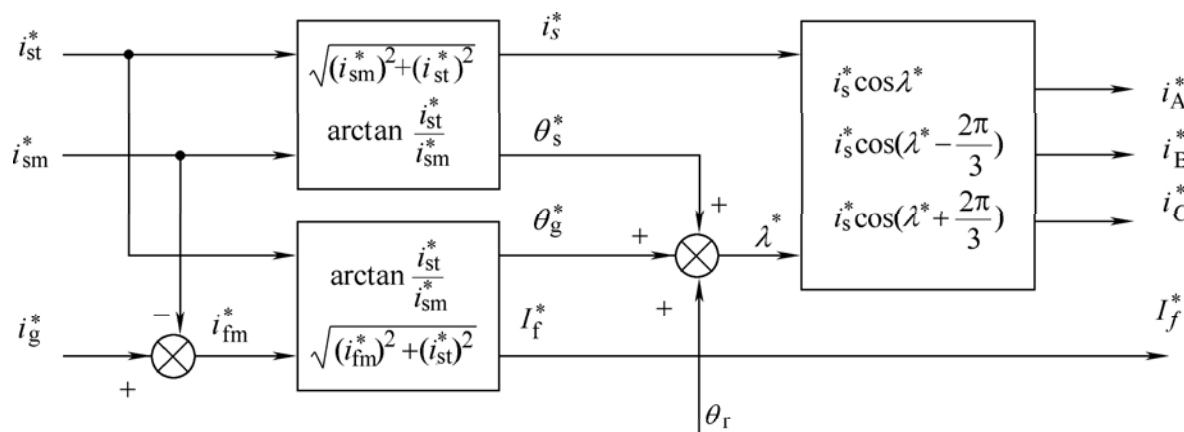 i*st
√(i*sm)²+(i*st)²
i*s
i*s cosλ*
i*A
arctan i*st/i*sm
θ*s
i*sm
i*s cos(λ* − 2π/3)
i*B
i*s cos(λ* + 2π/3)
i*C
+
θ*g
+
λ*
arctan i*st/i*sm
+
−
i*g
i*fm
√(i*fm)²+(i*st)²
I*f
I*f
+
θr